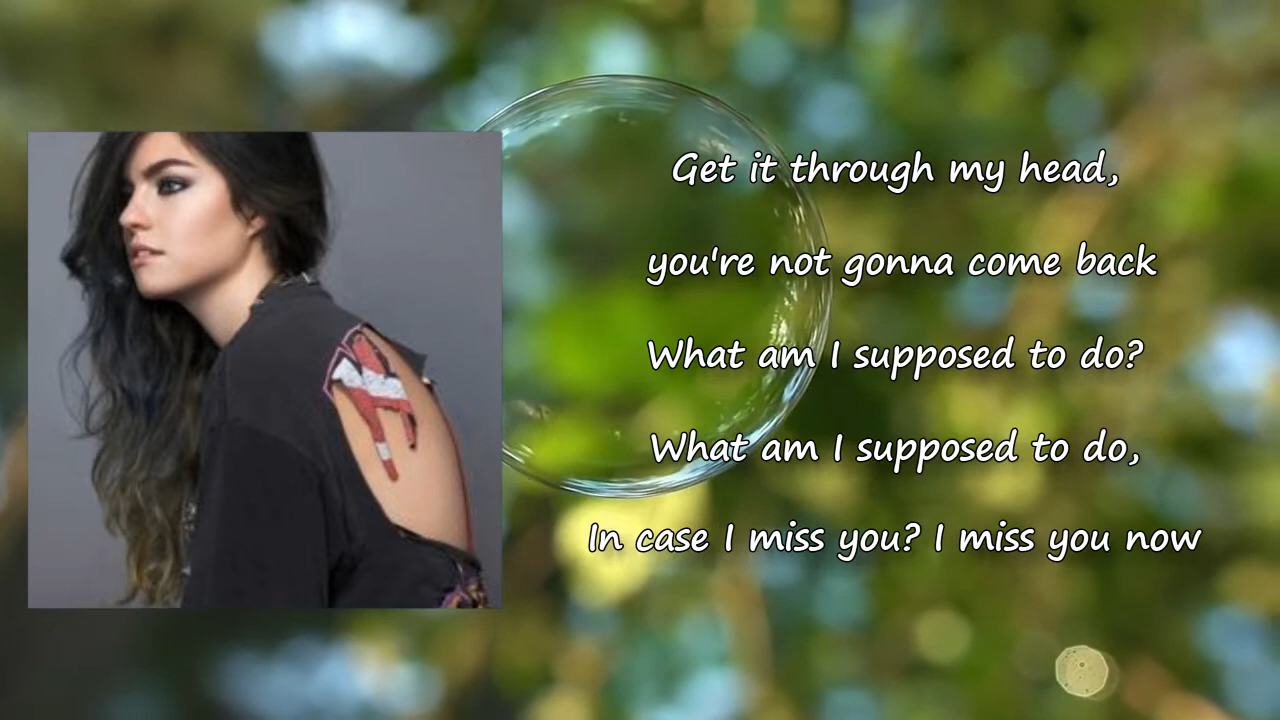 Get it through my head,
you're not gonna come back
What am I supposed to do?
What am I supposed to do,
In case I miss you? I miss you now